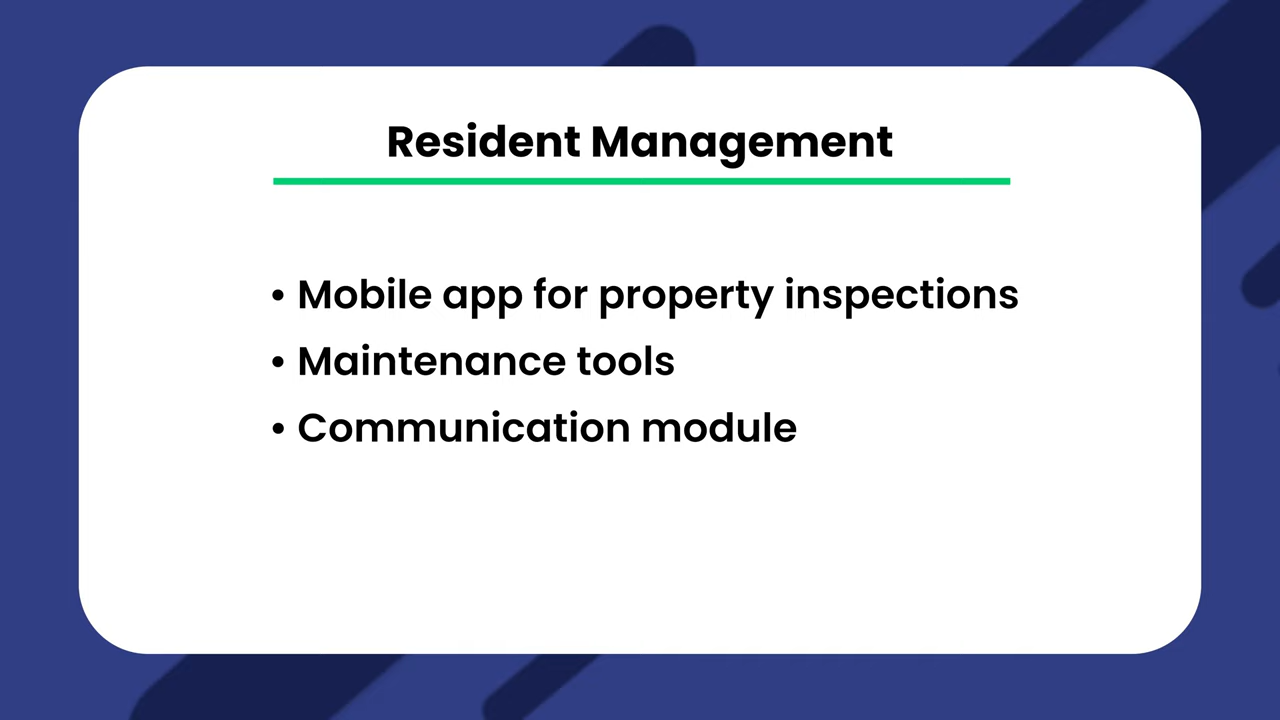 Resident Management
• Mobile app for property inspections
• Maintenance tools
• Communication module